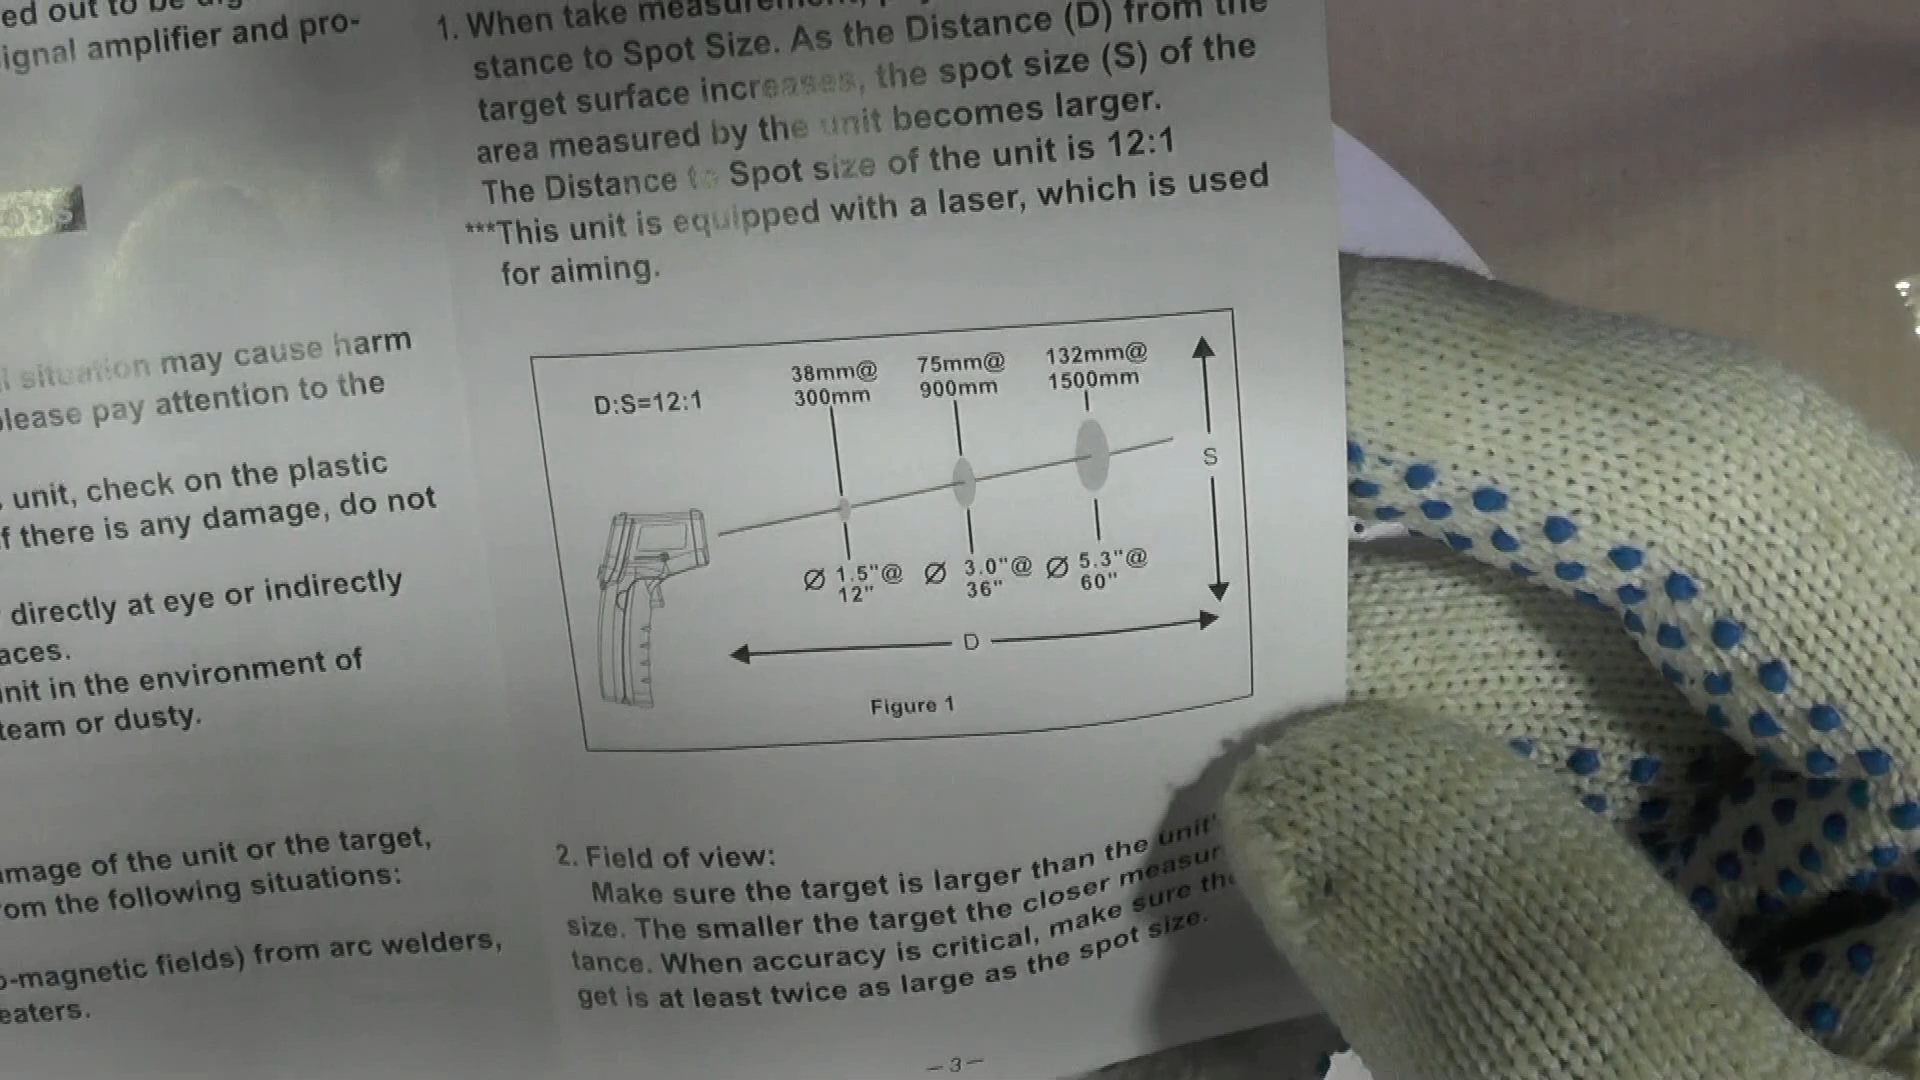 ed out to be
ignal amplifier and pro-
i situation may cause harm
please pay attention to the
unit, check on the plastic
f there is any damage, do not
directly at eye or indirectly
aces.
nit in the environment of
team or dusty.
mage of the unit or the target,
om the following situations:
o-magnetic fields) from arc welders,
eaters.
1. When take measurement,
stance to Spot Size. As the Distance (D) from the
target surface increases, the spot size (S) of the
area measured by the unit becomes larger.
The Distance to Spot size of the unit is 12:1
***This unit is equipped with a laser, which is used
for aiming.
D:S=12:1
38mm@
300mm
75mm@
900mm
132mm@
1500mm
S
Ø 1.5"@
12"
Ø 3.0"@
36"
Ø 5.3"@
60"
D
Figure 1
2. Field of view:
Make sure the target is larger than the unit'
size. The smaller the target the closer measur
tance. When accuracy is critical, make sure the
get is at least twice as large as the spot size.
— 3 —